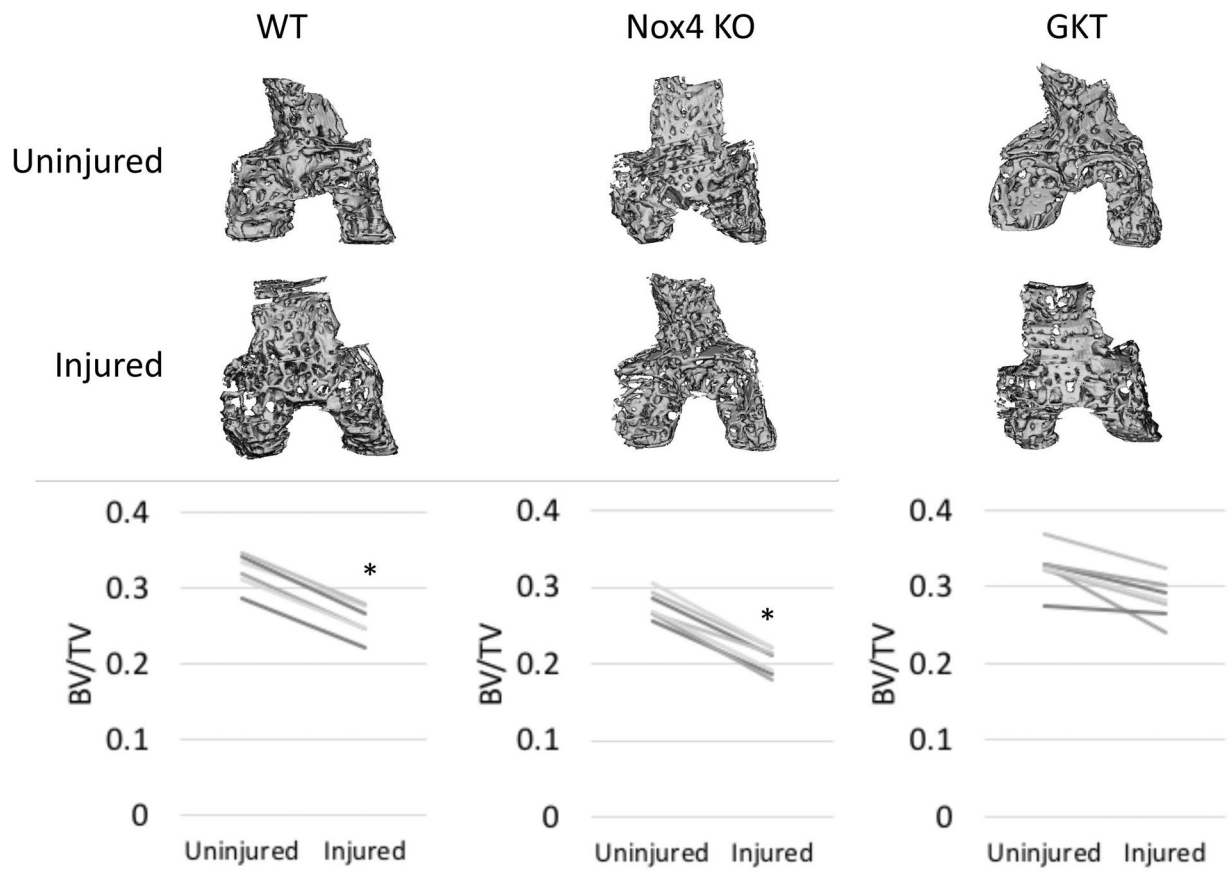 WT Nox4 KO GKT
Uninjured
Injured
0.4 0.4 0.4
* 
0.3 0.3 0.3
*
0.2 0.2 0.2
0.1 0.1 0.1
0 0 0
BV/TV BV/TV BV/TV
Uninjured Injured Uninjured Injured Uninjured Injured